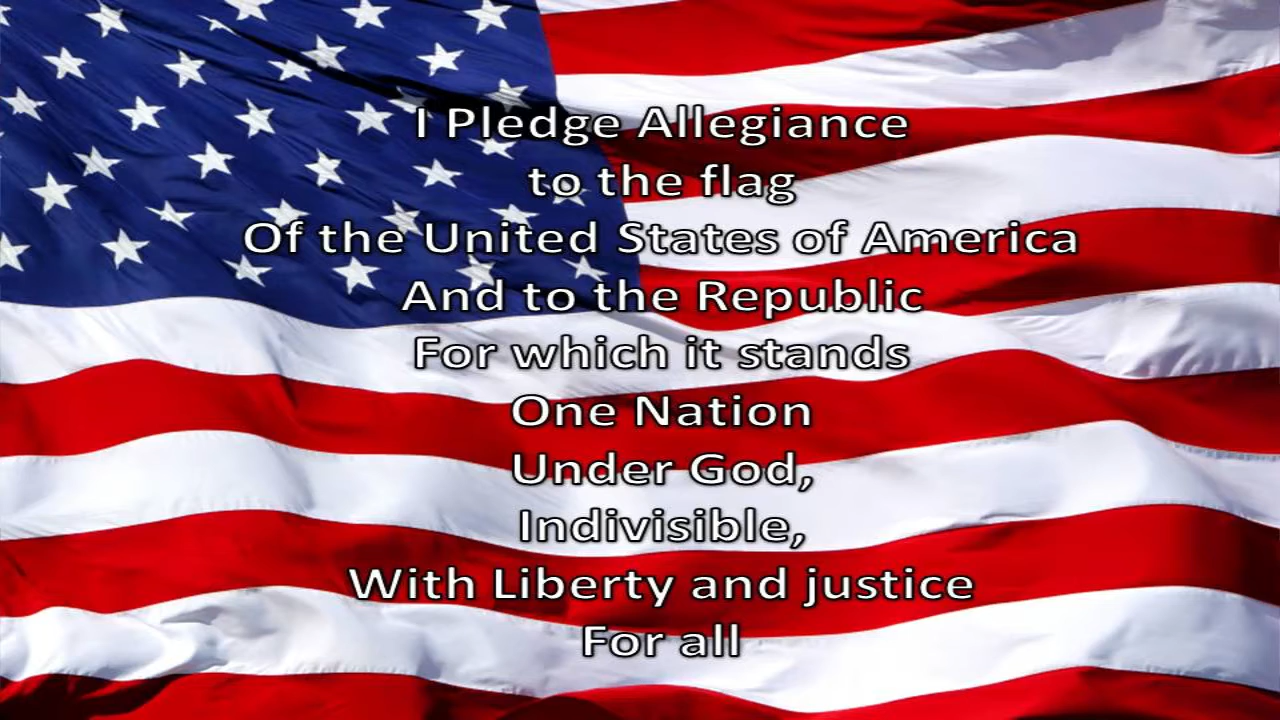 I Pledge Allegiance
to the flag
Of the United States of America
And to the Republic
For which it stands
One Nation
Under God,
Indivisible,
With Liberty and justice
For all